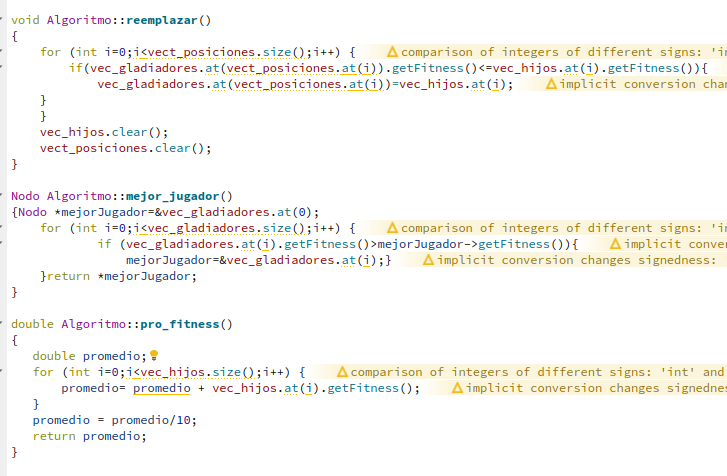 void Algoritmo::reemplazar()
{
for (int i=0;i<vect_posiciones.size();i++) { comparison of integers of different signs: 'in
if(vec_gladiadores.at(vect_posiciones.at(i)).getFitness()<=vec_hijos.at(i).getFitness()){
vec_gladiadores.at(vect_posiciones.at(i))=vec_hijos.at(i); implicit conversion chan
}
}
vec_hijos.clear();
vect_posiciones.clear();
}
Nodo Algoritmo::mejor_jugador()
{Nodo *mejorJugador=&vec_gladiadores.at(0);
for (int i=0;i<vec_gladiadores.size();i++) { comparison of integers of different signs: 'in
if (vec_gladiadores.at(i).getFitness()>mejorJugador->getFitness()){ implicit conver
mejorJugador=&vec_gladiadores.at(i);} implicit conversion changes signedness:
}return *mejorJugador;
}
double Algoritmo::pro_fitness()
{
double promedio;
for (int i=0;i<vec_hijos.size();i++) { comparison of integers of different signs: 'int' and
promedio= promedio + vec_hijos.at(i).getFitness(); implicit conversion changes signednes
}
promedio = promedio/10;
return promedio;
}